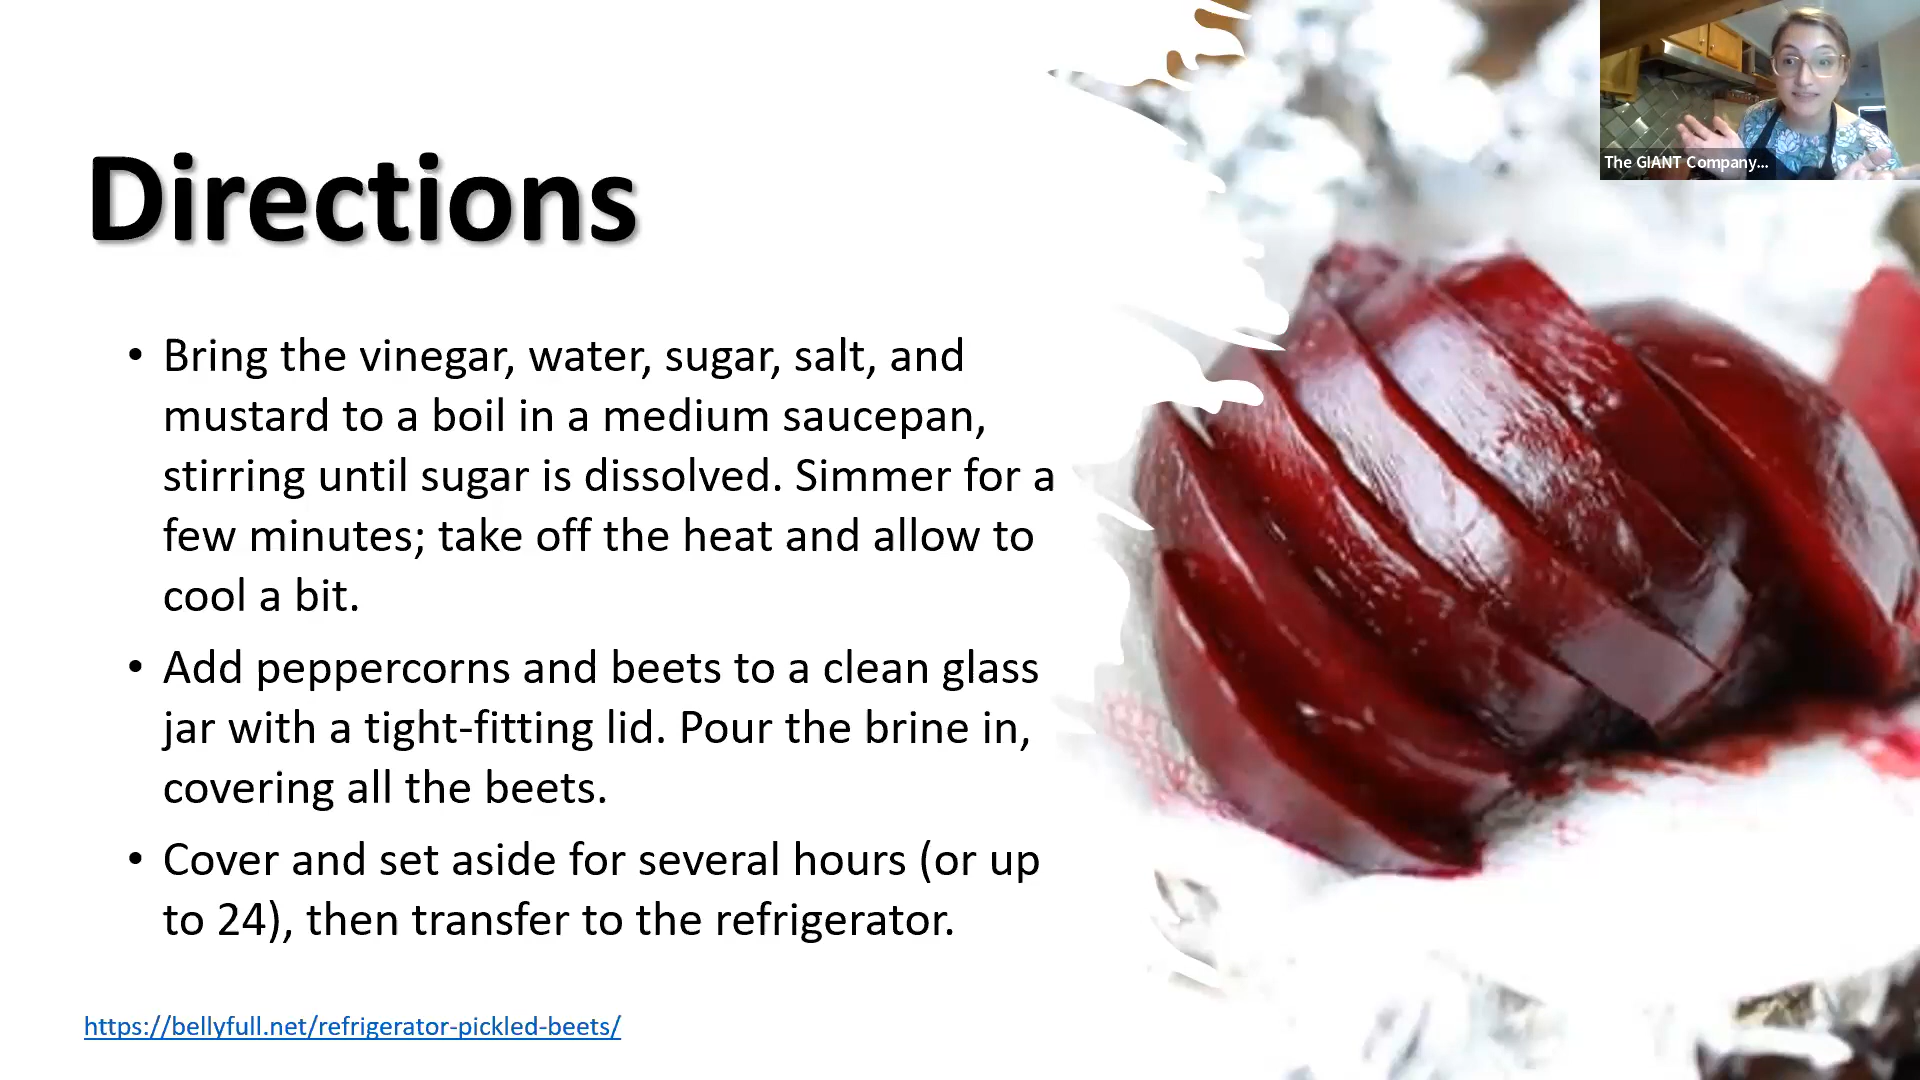 The GIANT Company...
Directions
• Bring the vinegar, water, sugar, salt, and
mustard to a boil in a medium saucepan,
stirring until sugar is dissolved. Simmer for a
few minutes; take off the heat and allow to
cool a bit.
• Add peppercorns and beets to a clean glass
jar with a tight-fitting lid. Pour the brine in,
covering all the beets.
• Cover and set aside for several hours (or up
to 24), then transfer to the refrigerator.
https://bellyfull.net/refrigerator-pickled-beets/